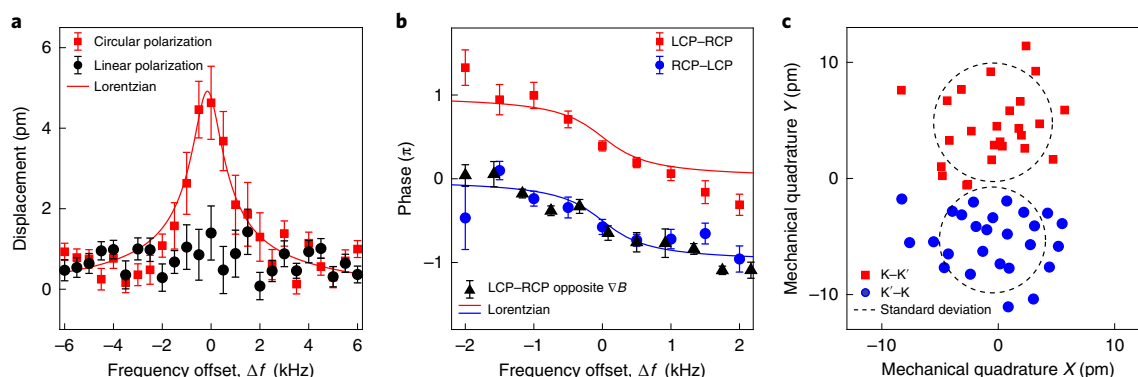 a
Circular polarization
Linear polarization
Lorentzian
Displacement (pm)
6
4
2
0
−6 −4 −2 0 2 4 6
Frequency offset, Δf (kHz)
b
LCP–RCP
RCP–LCP
Phase (π)
1
0
−1
LCP–RCP opposite ∇B
Lorentzian
−2 −1 0 1 2
Frequency offset, Δf (kHz)
c
Mechanical quadrature Y (pm)
10
0
−10
K–K′
K′–K
Standard deviation
−10 0 10
Mechanical quadrature X (pm)